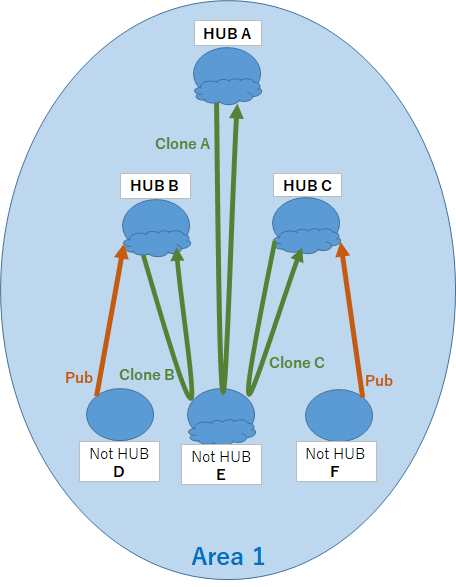 HUB A
Clone A
HUB B
HUB C
Clone B
Clone C
Pub
Pub
Not HUB
D
Not HUB
E
Not HUB
F
Area 1